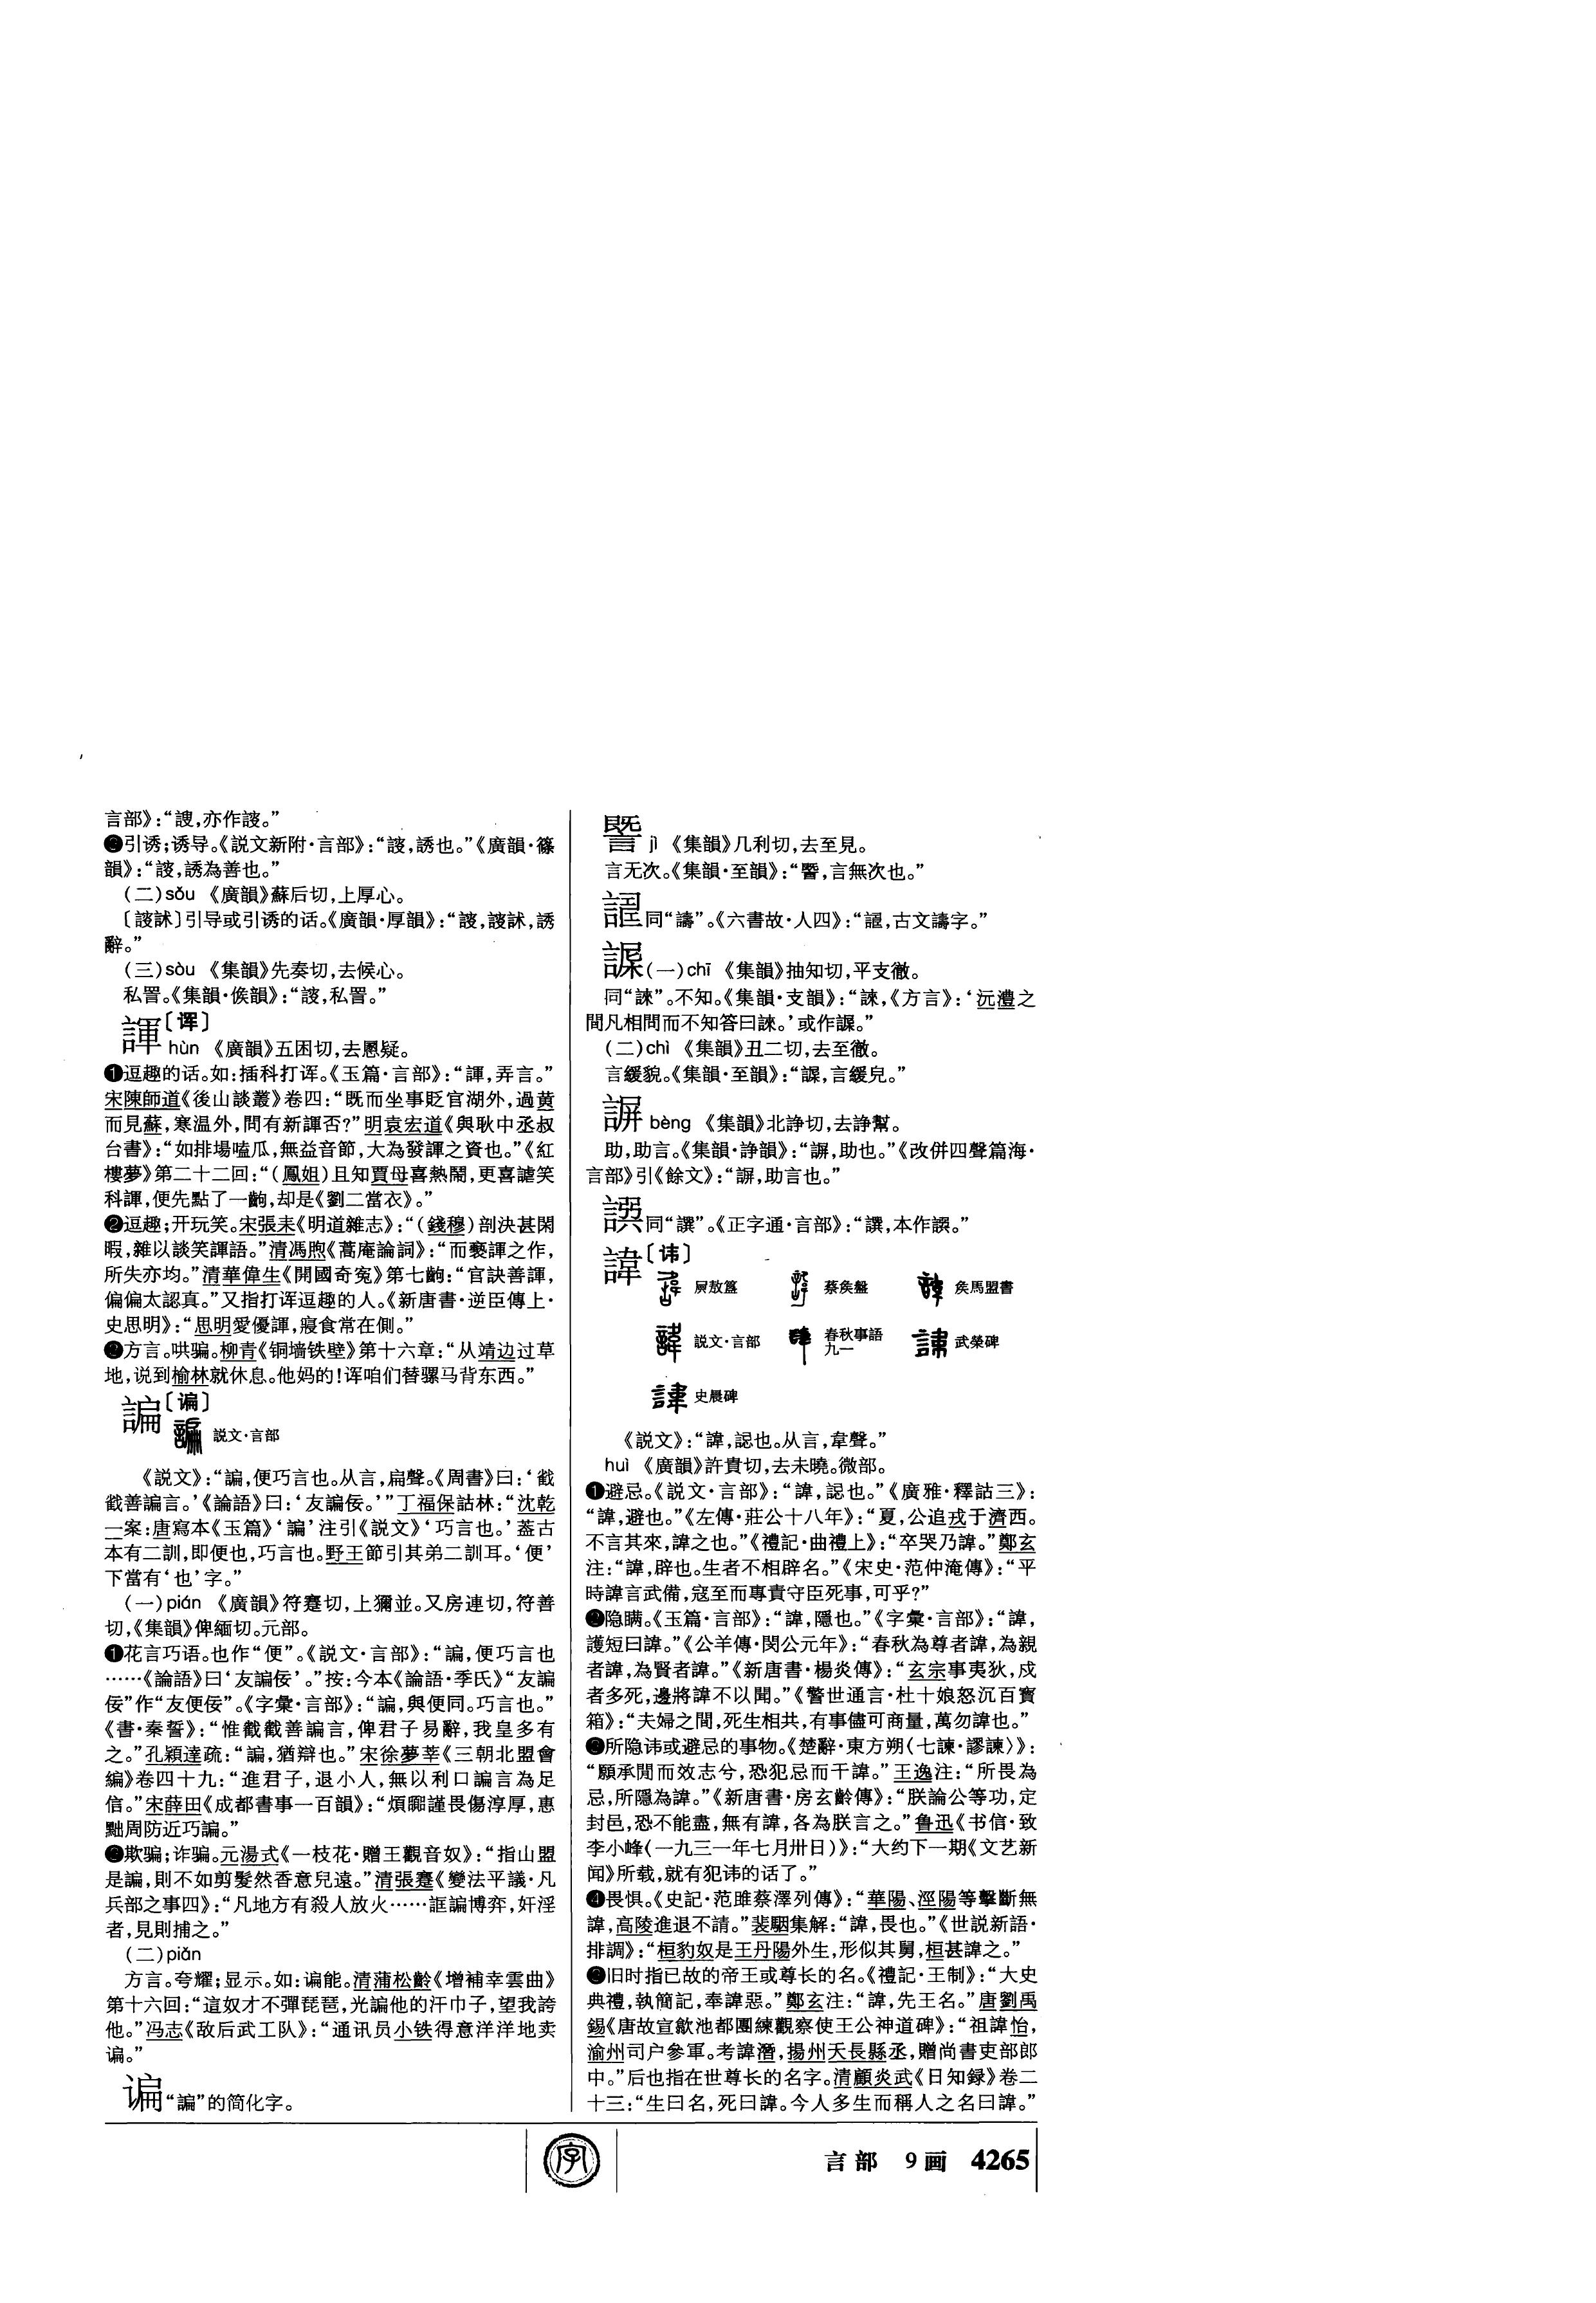 言部》：“謏，亦作䛵。”
❸引诱；诱导。《説文新附·言部》：“䛵，誘也。”《廣韻·篠
韻》：“䛵，誘為善也。”
（二）sǒu　《廣韻》蘇后切，上厚心。
〔䛵訹〕引导或引诱的话。《廣韻·厚韻》：“䛵，䛵訹，誘
辭。”
（三）sòu　《集韻》先奏切，去候心。
私詈。《集韻·候韻》：“䛵，私詈。”
諢〔诨〕
hùn　《廣韻》五困切，去慁疑。
❶逗趣的话。如：插科打诨。《玉篇·言部》：“諢，弄言。”
宋陳師道《後山談叢》卷四：“既而坐事貶官湖外，過黄
而見蘇，寒温外，問有新諢否？”明袁宏道《與耿中丞叔
台書》：“如排場嗑瓜，無益音節，大為發諢之資也。”《紅
樓夢》第二十二回：“（鳳姐）且知賈母喜熱鬧，更喜謔笑
科諢，便先點了一齣，却是《劉二當衣》。”
❷逗趣；开玩笑。宋張耒《明道雜志》：“（錢穆）剖決甚閑
暇，雜以談笑諢語。”清馮煦《蒿庵論詞》：“而褻諢之作，
所失亦均。”清華偉生《開國奇寃》第七齣：“官訣善諢，
偏偏太認真。”又指打诨逗趣的人。《新唐書·逆臣傳上·
史思明》：“思明愛優諢，寢食常在側。”
❸方言。哄骗。柳青《铜墙铁壁》第十六章：“从靖边过草
地，说到榆林就休息。他妈的！诨咱们替骡马背东西。”
諞〔谝〕
説文·言部
《説文》：“諞，便巧言也。从言，扁聲。《周書》曰：‘戠
戠善諞言。’《論語》曰：‘友諞佞。’”丁福保詁林：“沈乾
一案：唐寫本《玉篇》‘諞’注引《説文》‘巧言也。’蓋古
本有二訓，即便也，巧言也。野王節引其弟二訓耳。‘便’
下當有‘也’字。”
（一）pián　《廣韻》符蹇切，上獮並。又房連切，符善
切，《集韻》俾緬切。元部。
❶花言巧语。也作“便”。《説文·言部》：“諞，便巧言也
……《論語》曰‘友諞佞’。”按：今本《論語·季氏》“友諞
佞”作“友便佞”。《字彙·言部》：“諞，與便同。巧言也。”
《書·秦誓》：“惟截截善諞言，俾君子易辭，我皇多有
之。”孔穎達疏：“諞，猶辯也。”宋徐夢莘《三朝北盟會
編》卷四十九：“進君子，退小人，無以利口諞言為足
信。”宋薛田《成都書事一百韻》：“煩嚻謹畏傷淳厚，惠
黜周防近巧諞。”
❷欺骗；诈骗。元湯式《一枝花·贈王觀音奴》：“指山盟
是諞，則不如剪髮然香意兒遠。”清張謇《變法平議·凡
兵部之事四》：“凡地方有殺人放火……誆諞博弈，奸淫
者，見則捕之。”
（二）piǎn
方言。夸耀；显示。如：谝能。清蒲松齡《增補幸雲曲》
第十六回：“這奴才不彈琵琶，光諞他的汗巾子，望我誇
他。”冯志《敌后武工队》：“通讯员小铁得意洋洋地卖
谝。”
谝“諞”的简化字。
jì　《集韻》几利切，去至見。
言无次。《集韻·至韻》：“，言無次也。”
同“譸”。《六書故·人四》：“，古文譸字。”
（一）chī　《集韻》抽知切，平支徹。
同“誺”。不知。《集韻·支韻》：“誺，《方言》：‘沅澧之
間凡相問而不知答曰誺。’或作。”
（二）chì　《集韻》丑二切，去至徹。
言緩貌。《集韻·至韻》：“，言緩皃。”
bèng　《集韻》北諍切，去諍幫。
助，助言。《集韻·諍韻》：“，助也。”《改併四聲篇海·
言部》引《餘文》：“，助言也。”
同“譔”。《正字通·言部》：“譔，本作。”
諱〔讳〕
屍敖簋　蔡侯盤　侯馬盟書
説文·言部　春秋事語九一　武榮碑
史晨碑
《説文》：“諱，誋也。从言，韋聲。”
huì　《廣韻》許貴切，去未曉。微部。
❶避忌。《説文·言部》：“諱，誋也。”《廣雅·釋詁三》：
“諱，避也。”《左傳·莊公十八年》：“夏，公追戎于濟西。
不言其來，諱之也。”《禮記·曲禮上》：“卒哭乃諱。”鄭玄
注：“諱，辟也。生者不相辟名。”《宋史·范仲淹傳》：“平
時諱言武備，寇至而專責守臣死事，可乎？”
❷隐瞒。《玉篇·言部》：“諱，隱也。”《字彙·言部》：“諱，
護短曰諱。”《公羊傳·閔公元年》：“春秋為尊者諱，為親
者諱，為賢者諱。”《新唐書·楊炎傳》：“玄宗事夷狄，戍
者多死，邊將諱不以聞。”《警世通言·杜十娘怒沉百寳
箱》：“夫婦之間，死生相共，有事儘可商量，萬勿諱也。”
❸所隐讳或避忌的事物。《楚辭·東方朔〈七諫·謬諫〉》：
“願承閒而效志兮，恐犯忌而干諱。”王逸注：“所畏為
忌，所隱為諱。”《新唐書·房玄齡傳》：“朕論公等功，定
封邑，恐不能盡，無有諱，各為朕言之。”鲁迅《书信·致
李小峰（一九三一年七月卅日）》：“大约下一期《文艺新
闻》所载，就有犯讳的话了。”
❹畏惧。《史記·范雎蔡澤列傳》：“華陽、涇陽等擊斷無
諱，高陵進退不請。”裴駰集解：“諱，畏也。”《世説新語·
排調》：“桓豹奴是王丹陽外生，形似其舅，桓甚諱之。”
❺旧时指已故的帝王或尊长的名。《禮記·王制》：“大史
典禮，執簡記，奉諱惡。”鄭玄注：“諱，先王名。”唐劉禹
錫《唐故宣歙池都團練觀察使王公神道碑》：“祖諱怡，
渝州司户參軍。考諱潛，揚州天長縣丞，贈尚書吏部郎
中。”后也指在世尊长的名字。清顧炎武《日知録》卷二
十三：“生曰名，死曰諱。今人多生而稱人之名曰諱。”
字
言部　9画　4265